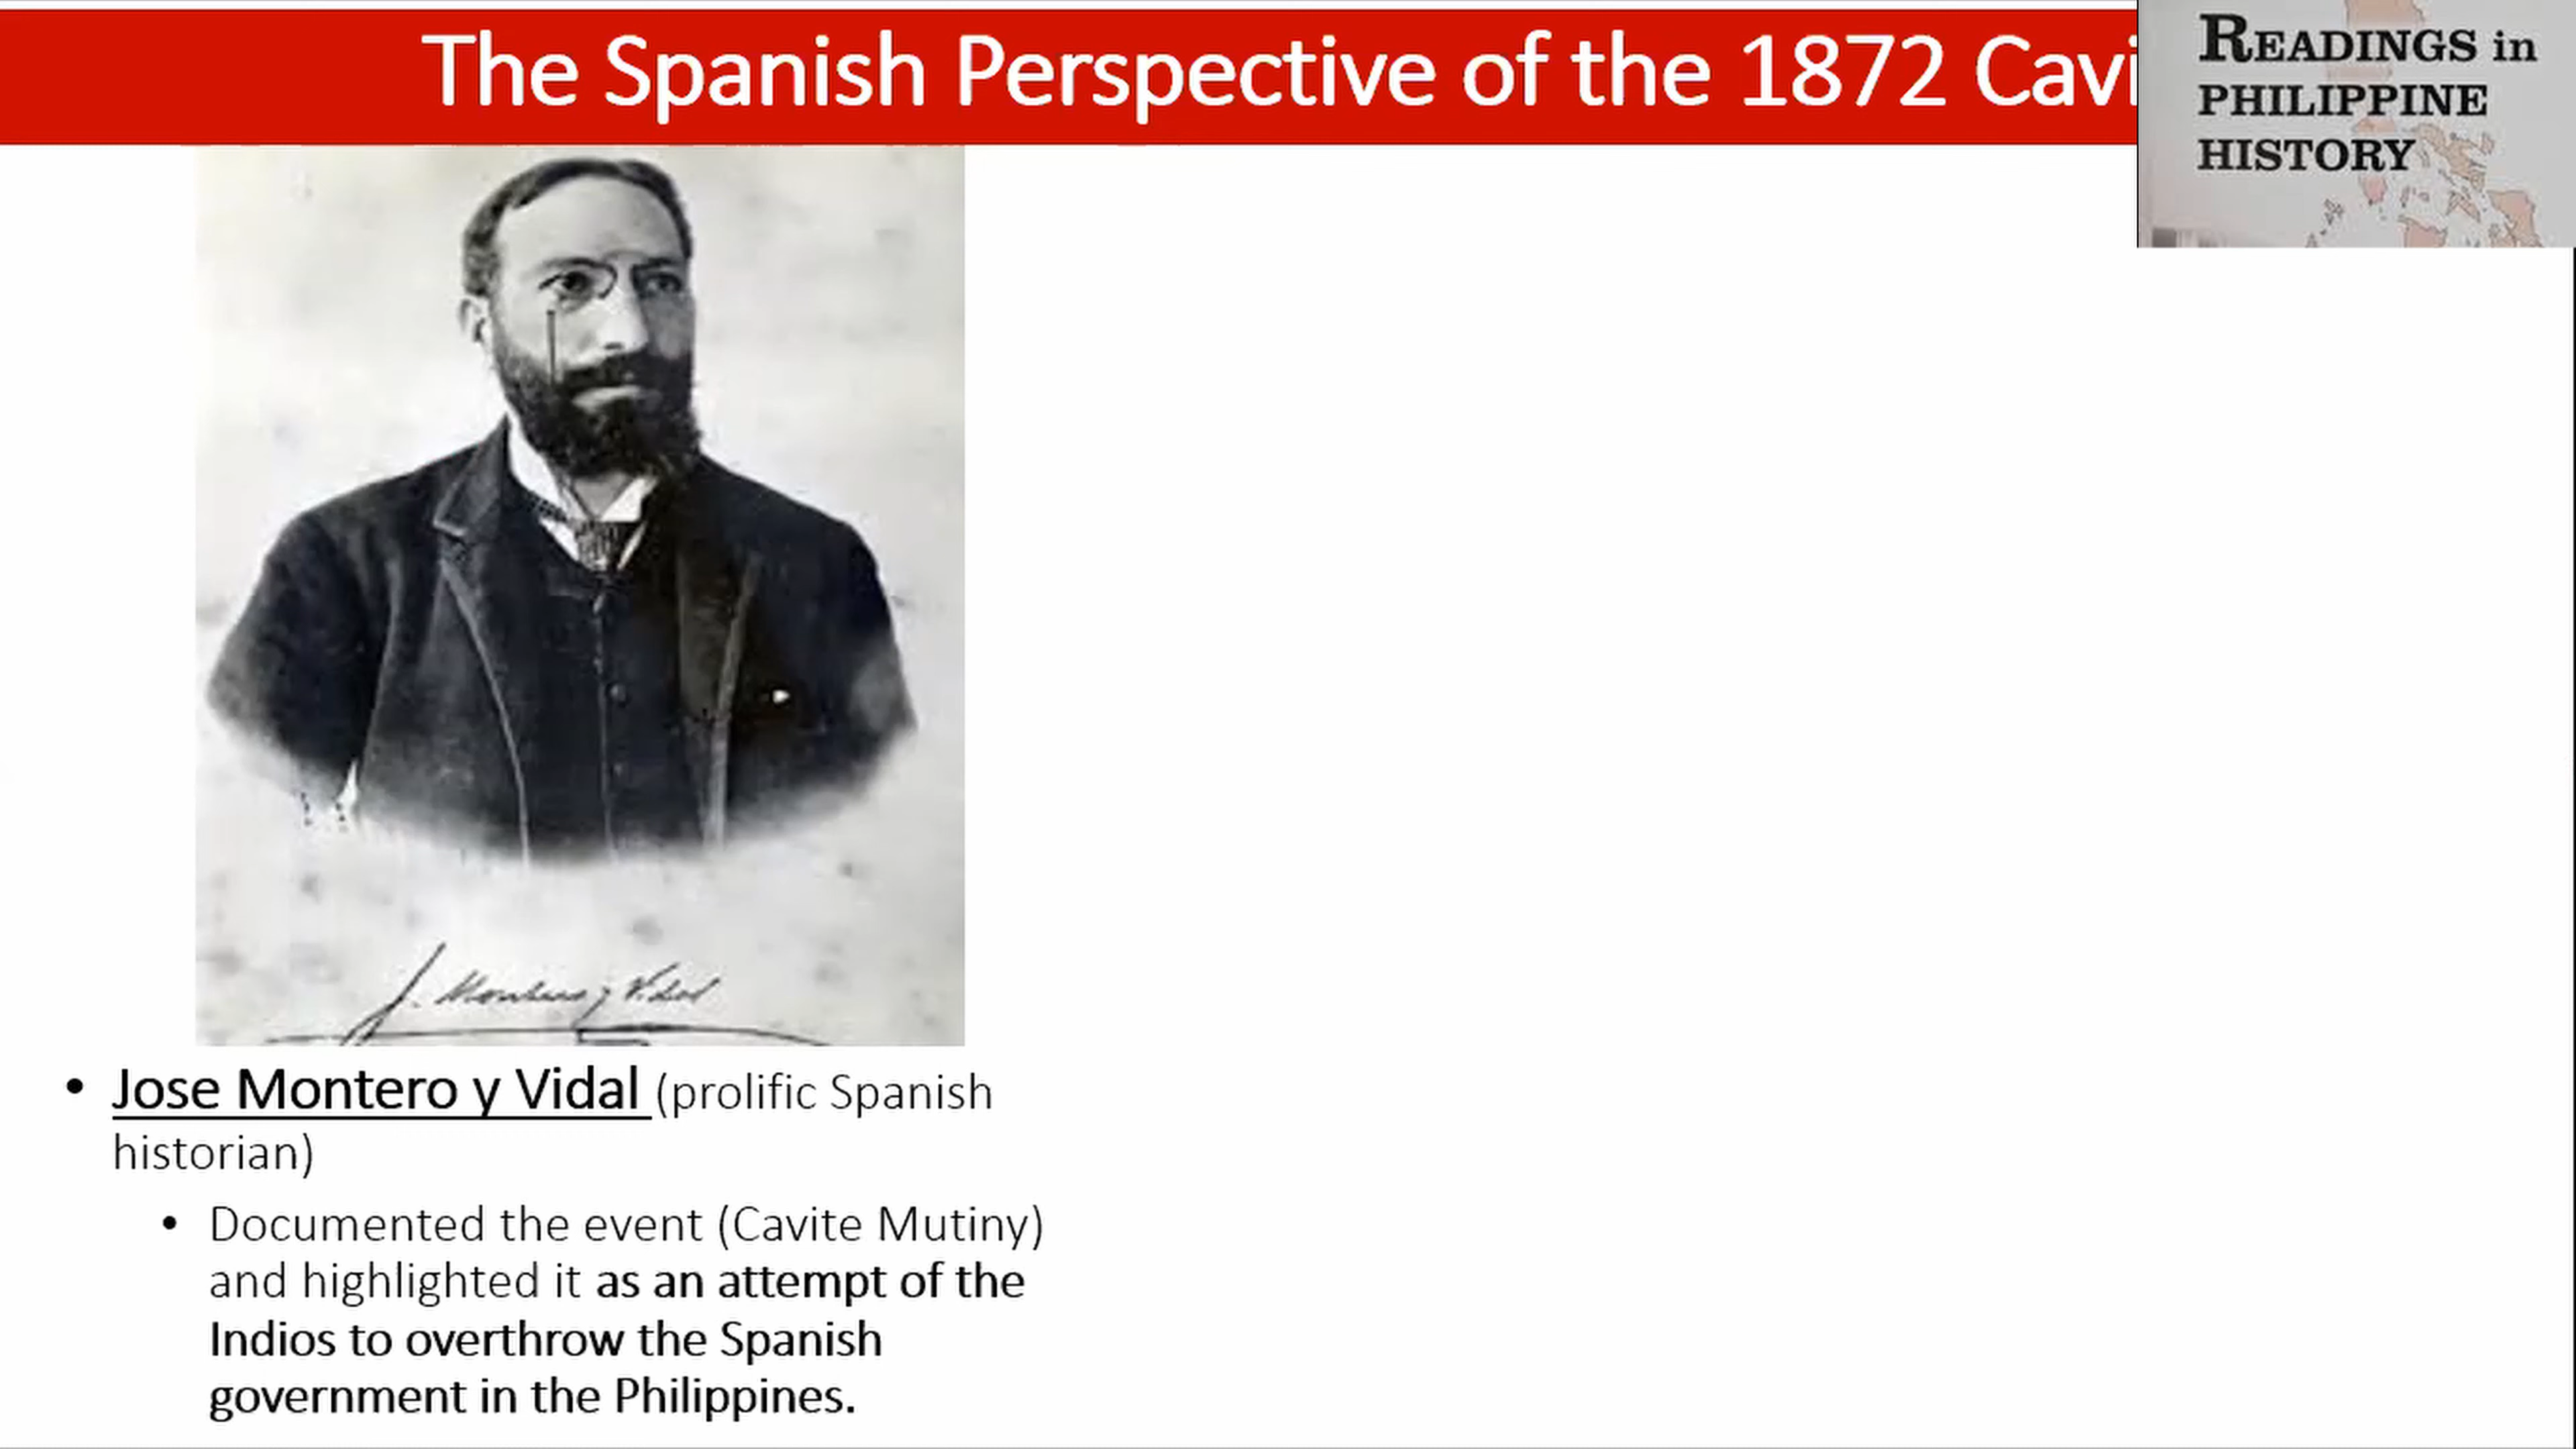 The Spanish Perspective of the 1872 Cavi
READINGS in
PHILIPPINE
HISTORY
J. Montero y Vidal
• Jose Montero y Vidal (prolific Spanish
historian)
• Documented the event (Cavite Mutiny)
and highlighted it as an attempt of the
Indios to overthrow the Spanish
government in the Philippines.